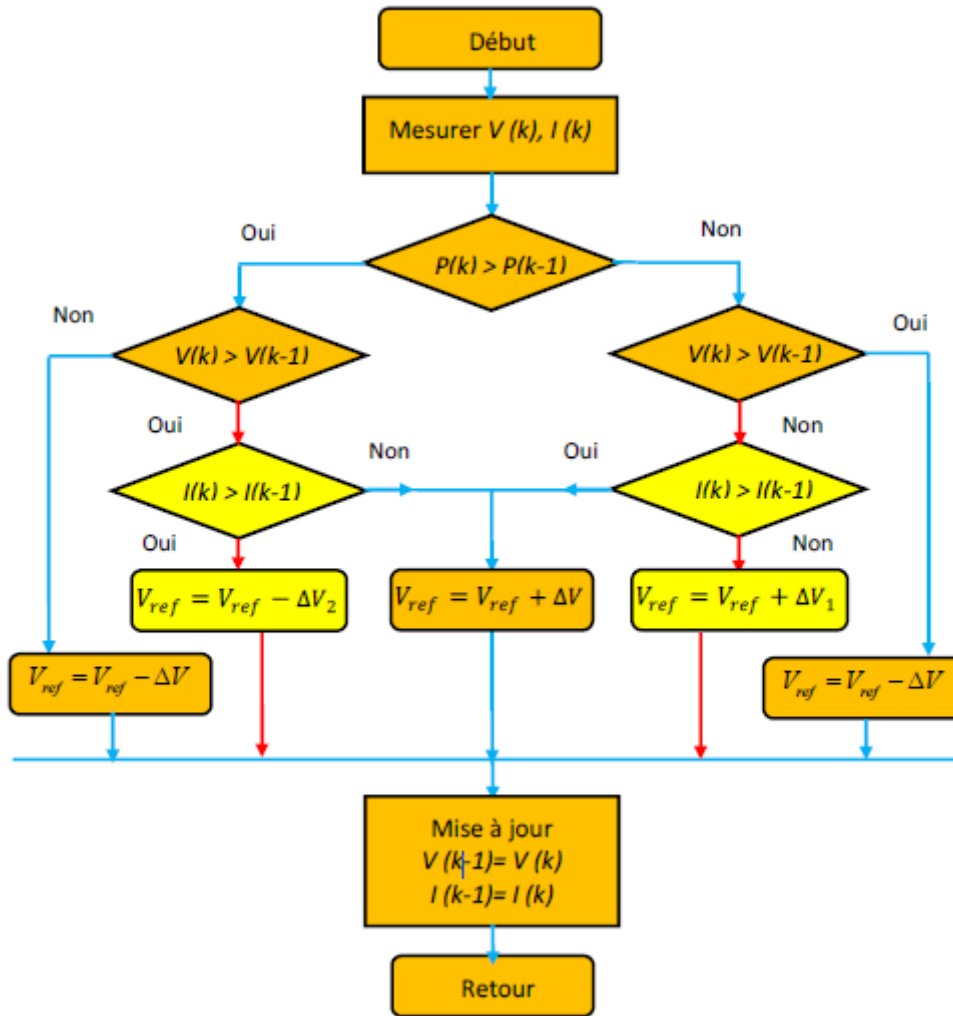 Début
Mesurer V (k), I (k)
Oui
Non
P(k) > P(k-1)
Non
Oui
V(k) > V(k-1)
V(k) > V(k-1)
Oui
Non
Non
Oui
I(k) > I(k-1)
I(k) > I(k-1)
Oui
Non
V_ref = V_ref − ΔV_2
V_ref = V_ref + ΔV
V_ref = V_ref + ΔV_1
V_ref = V_ref − ΔV
V_ref = V_ref − ΔV
Mise à jour
V (k-1)= V (k)
I (k-1)= I (k)
Retour